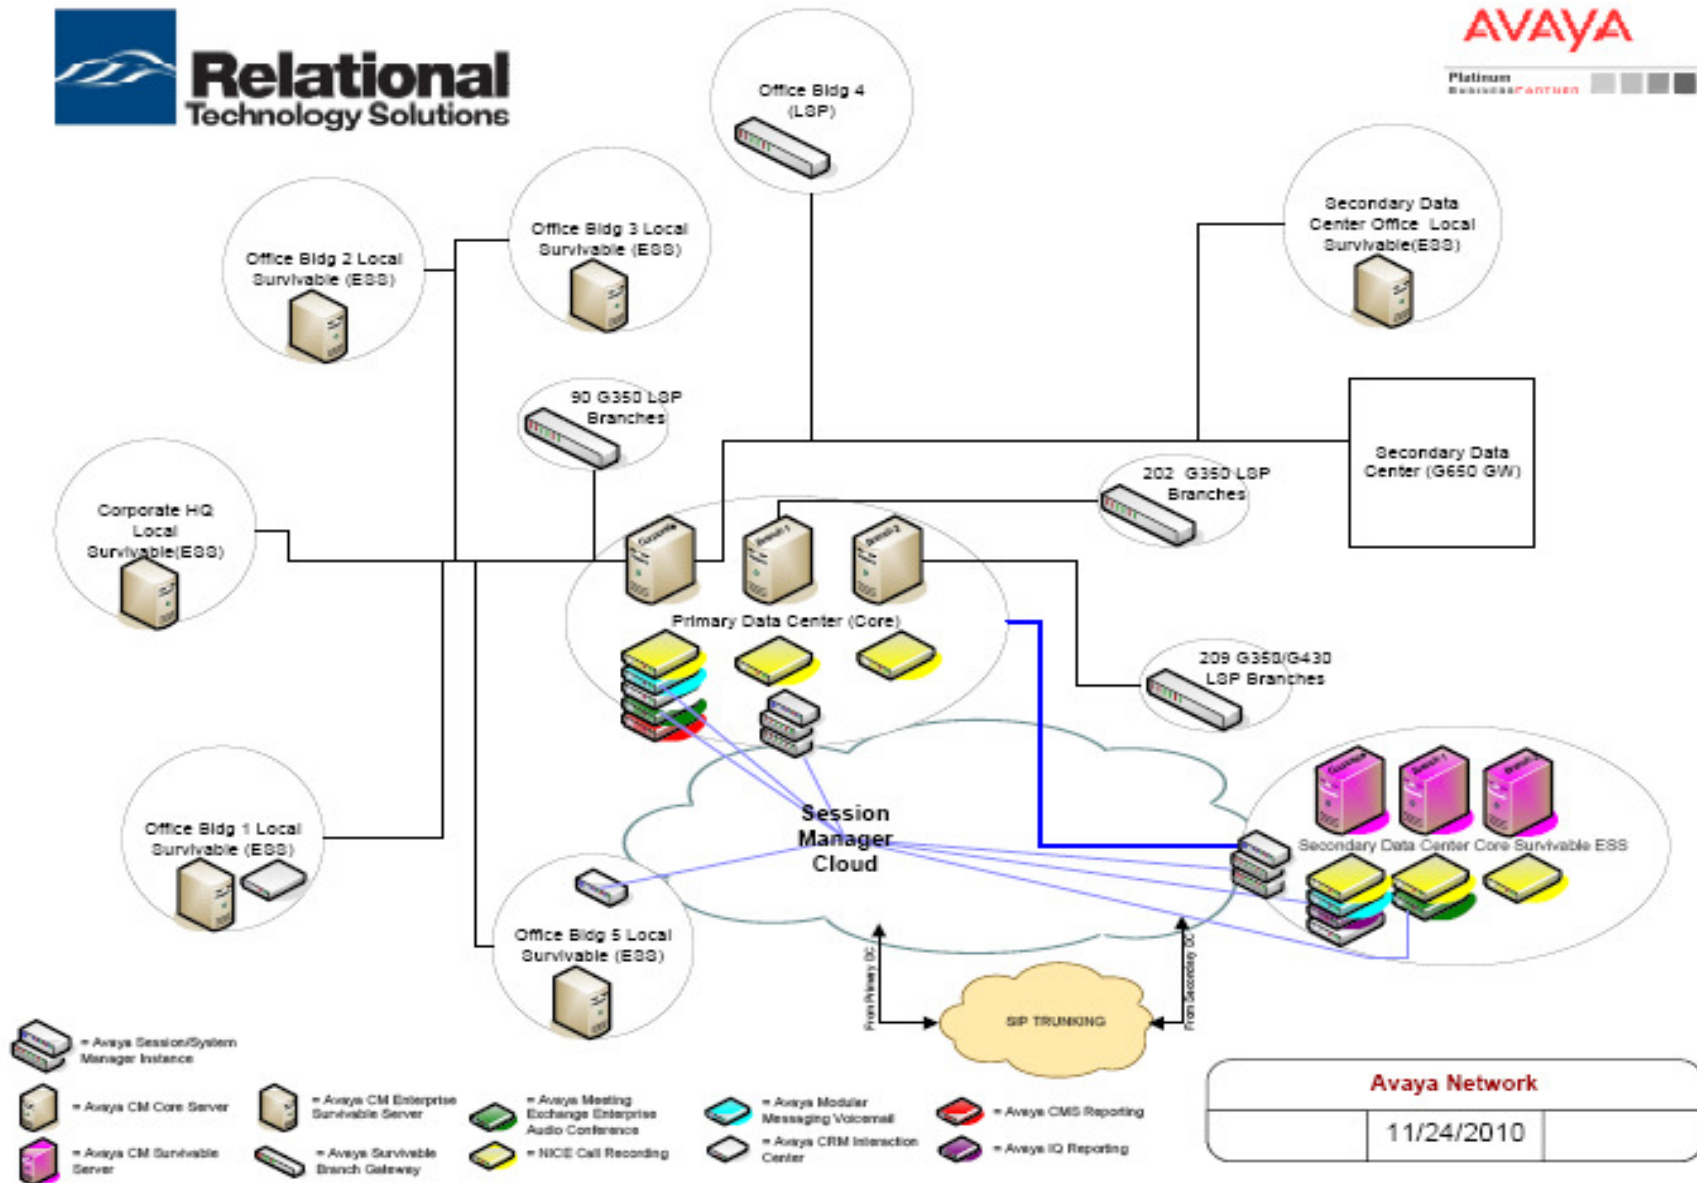 Relational
Technology Solutions
AVAYA
Platinum
Office Bldg 4
(LSP)
Office Bldg 3 Local
Survivable (ESS)
Office Bldg 2 Local
Survivable (ESS)
Secondary Data
Center Office Local
Survivable(ESS)
90 G350 LSP
Branches
Secondary Data
Center (G650 GW)
202 G350 LSP
Branches
Corporate HQ
Local
Survivable(ESS)
Primary Data Center (Core)
209 G350/G430
LSP Branches
Session
Manager
Cloud
Secondary Data Center Core Survivable ESS
Office Bldg 1 Local
Survivable (ESS)
Office Bldg 5 Local
Survivable (ESS)
From Primary DC
From Secondary DC
SIP TRUNKING
= Avaya Session/System
Manager Instance
= Avaya CM Core Server
= Avaya CM Enterprise
Survivable Server
= Avaya Meeting
Exchange Enterprise
Audio Conference
= Avaya Modular
Messaging Voicemail
= Avaya CMS Reporting
= Avaya CM Survivable
Server
= Avaya Survivable
Branch Gateway
= NICE Call Recording
= Avaya CRM Interaction
Center
= Avaya IQ Reporting
Avaya Network
11/24/2010